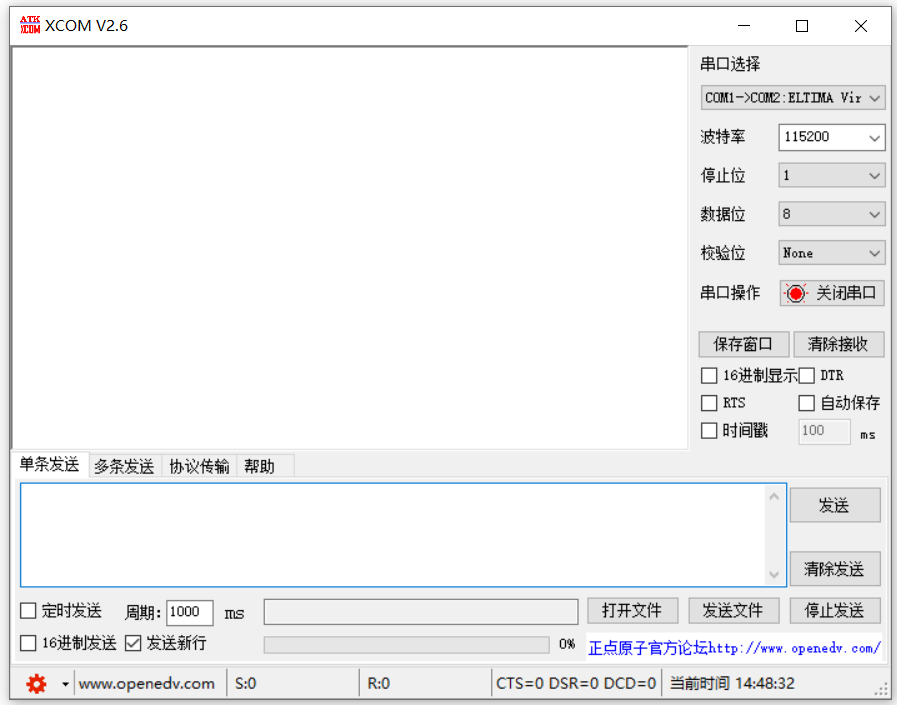 ATK XCOM XCOM V2.6
串口选择
COM1->COM2:ELTIMA Vir
波特率 115200
停止位 1
数据位 8
校验位 None
串口操作 关闭串口
保存窗口 清除接收
16进制显示 DTR
RTS 自动保存
时间戳 100 ms
单条发送 多条发送 协议传输 帮助
发送
清除发送
定时发送 周期: 1000 ms 打开文件 发送文件 停止发送
16进制发送 发送新行 0% 正点原子官方论坛http://www.openedv.com/
www.openedv.com S:0 R:0 CTS=0 DSR=0 DCD=0 当前时间 14:48:32